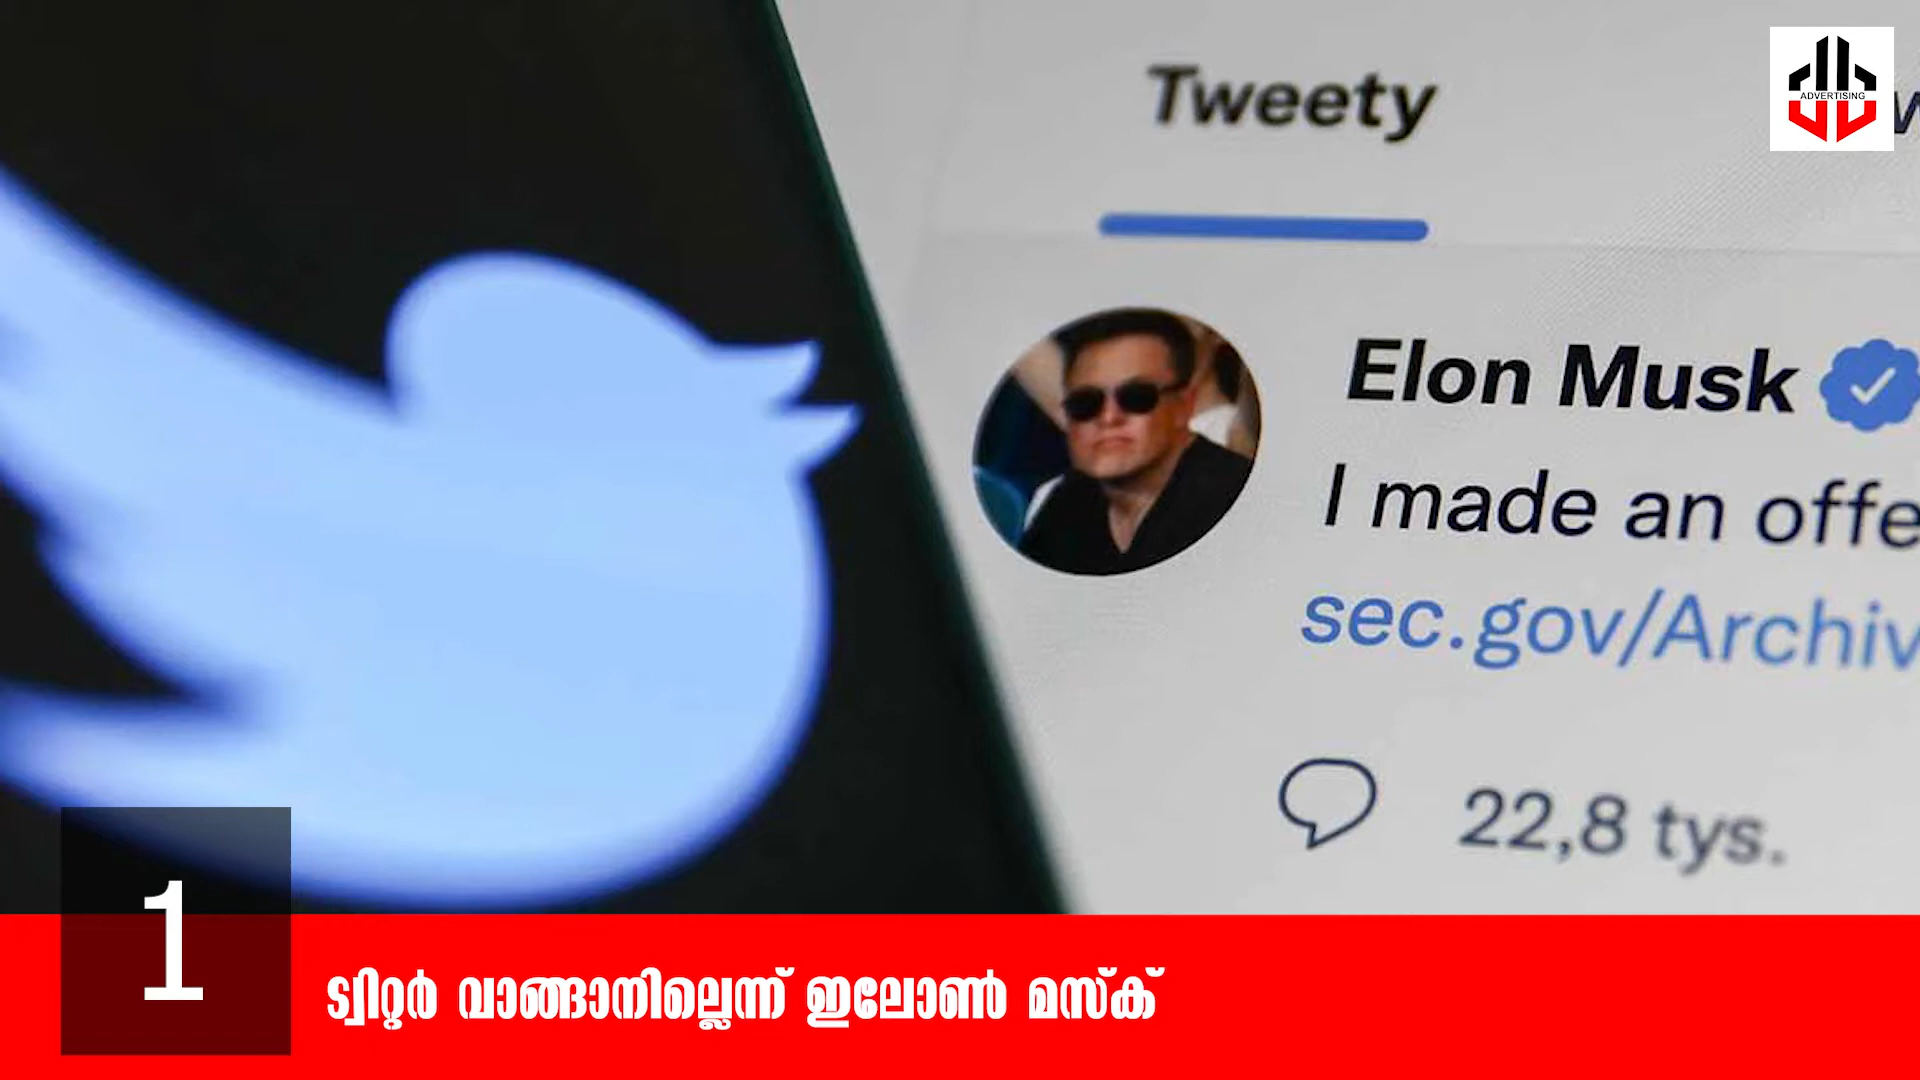 Tweety
ADVERTISING
Elon Musk
I made an offe
sec.gov/Archiv
22,8 tys.
1
ട്വിറ്റർ വാങ്ങാനില്ലെന്ന് ഇലോൺ മസ്ക്